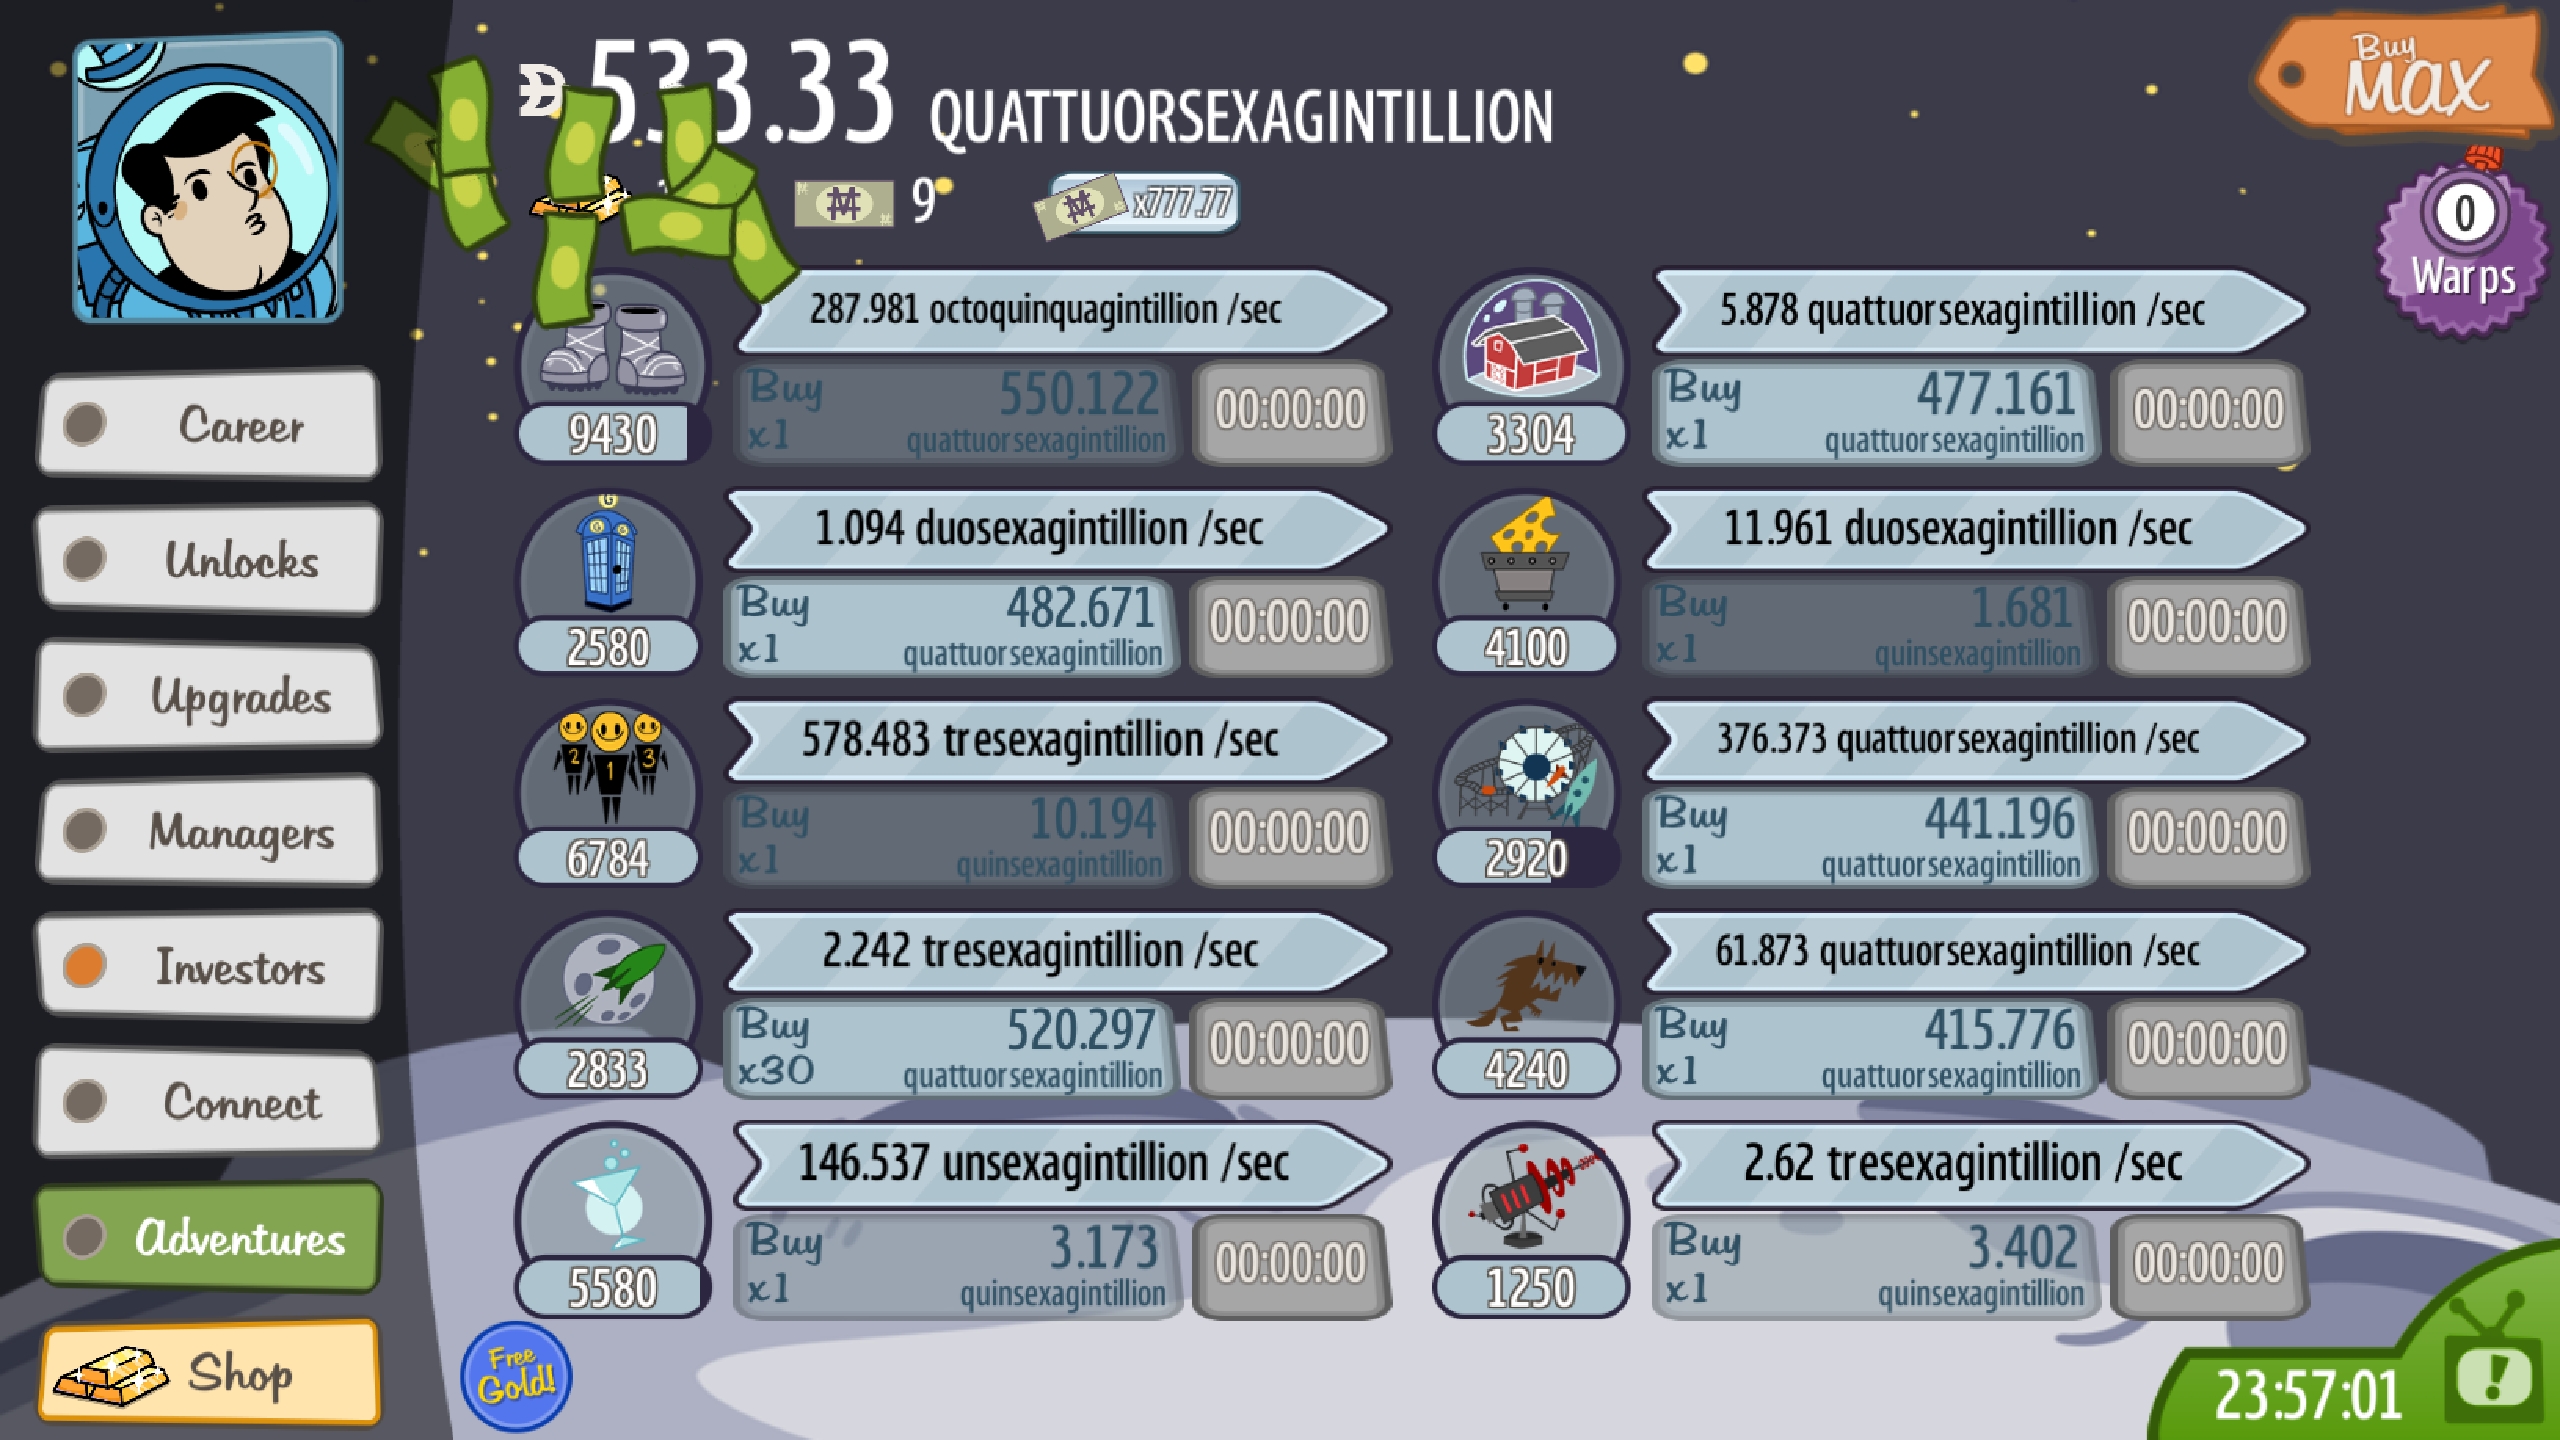 533.33 QUATTUORSEXAGINTILLION
9
x777.77
Buy
Max
0
Warps
Career
Unlocks
Upgrades
Managers
Investors
Connect
Adventures
Shop
287.981 octoquinquagintillion /sec
Buy 550.122
x1 quattuorsexagintillion
00:00:00
9430
5.878 quattuorsexagintillion /sec
Buy 477.161
x1 quattuorsexagintillion
00:00:00
3304
1.094 duosexagintillion /sec
Buy 482.671
x1 quattuorsexagintillion
00:00:00
2580
11.961 duosexagintillion /sec
Buy 1.681
x1 quinsexagintillion
00:00:00
4100
2 1 3
578.483 tresexagintillion /sec
Buy 10.194
x1 quinsexagintillion
00:00:00
6784
376.373 quattuorsexagintillion /sec
Buy 441.196
x1 quattuorsexagintillion
00:00:00
2920
2.242 tresexagintillion /sec
Buy 520.297
x30 quattuorsexagintillion
00:00:00
2833
61.873 quattuorsexagintillion /sec
Buy 415.776
x1 quattuorsexagintillion
00:00:00
4240
146.537 unsexagintillion /sec
Buy 3.173
x1 quinsexagintillion
00:00:00
5580
2.62 tresexagintillion /sec
Buy 3.402
x1 quinsexagintillion
00:00:00
1250
Free
Gold!
23:57:01
!